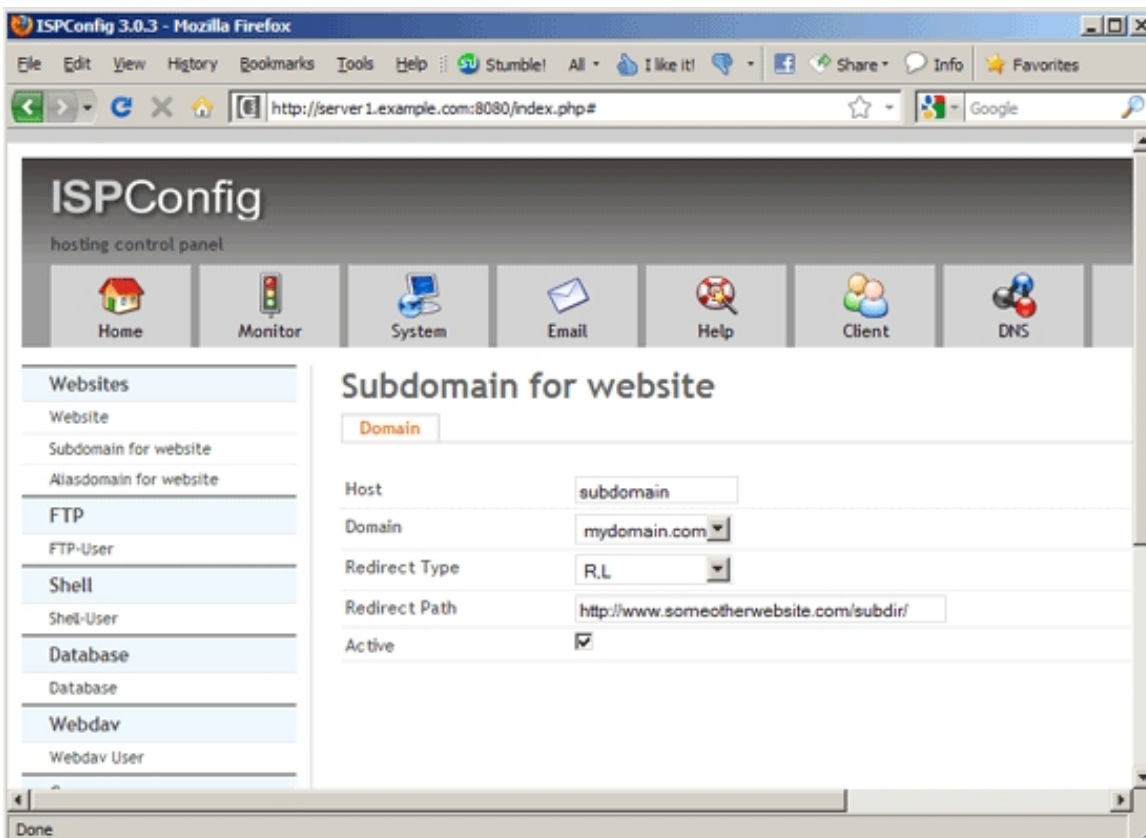 ISPConfig 3.0.3 - Mozilla Firefox
File Edit View History Bookmarks Tools Help Stumble! All I like it! Share Info Favorites
http://server1.example.com:8080/index.php# Google
ISPConfig
hosting control panel
Home Monitor System Email Help Client DNS
Websites
Website
Subdomain for website
Aliasdomain for website
FTP
FTP-User
Shell
Shell-User
Database
Database
Webdav
Webdav User
Subdomain for website
Domain
Host subdomain
Domain mydomain.com
Redirect Type R,L
Redirect Path http://www.someotherwebsite.com/subdir/
Active
Done